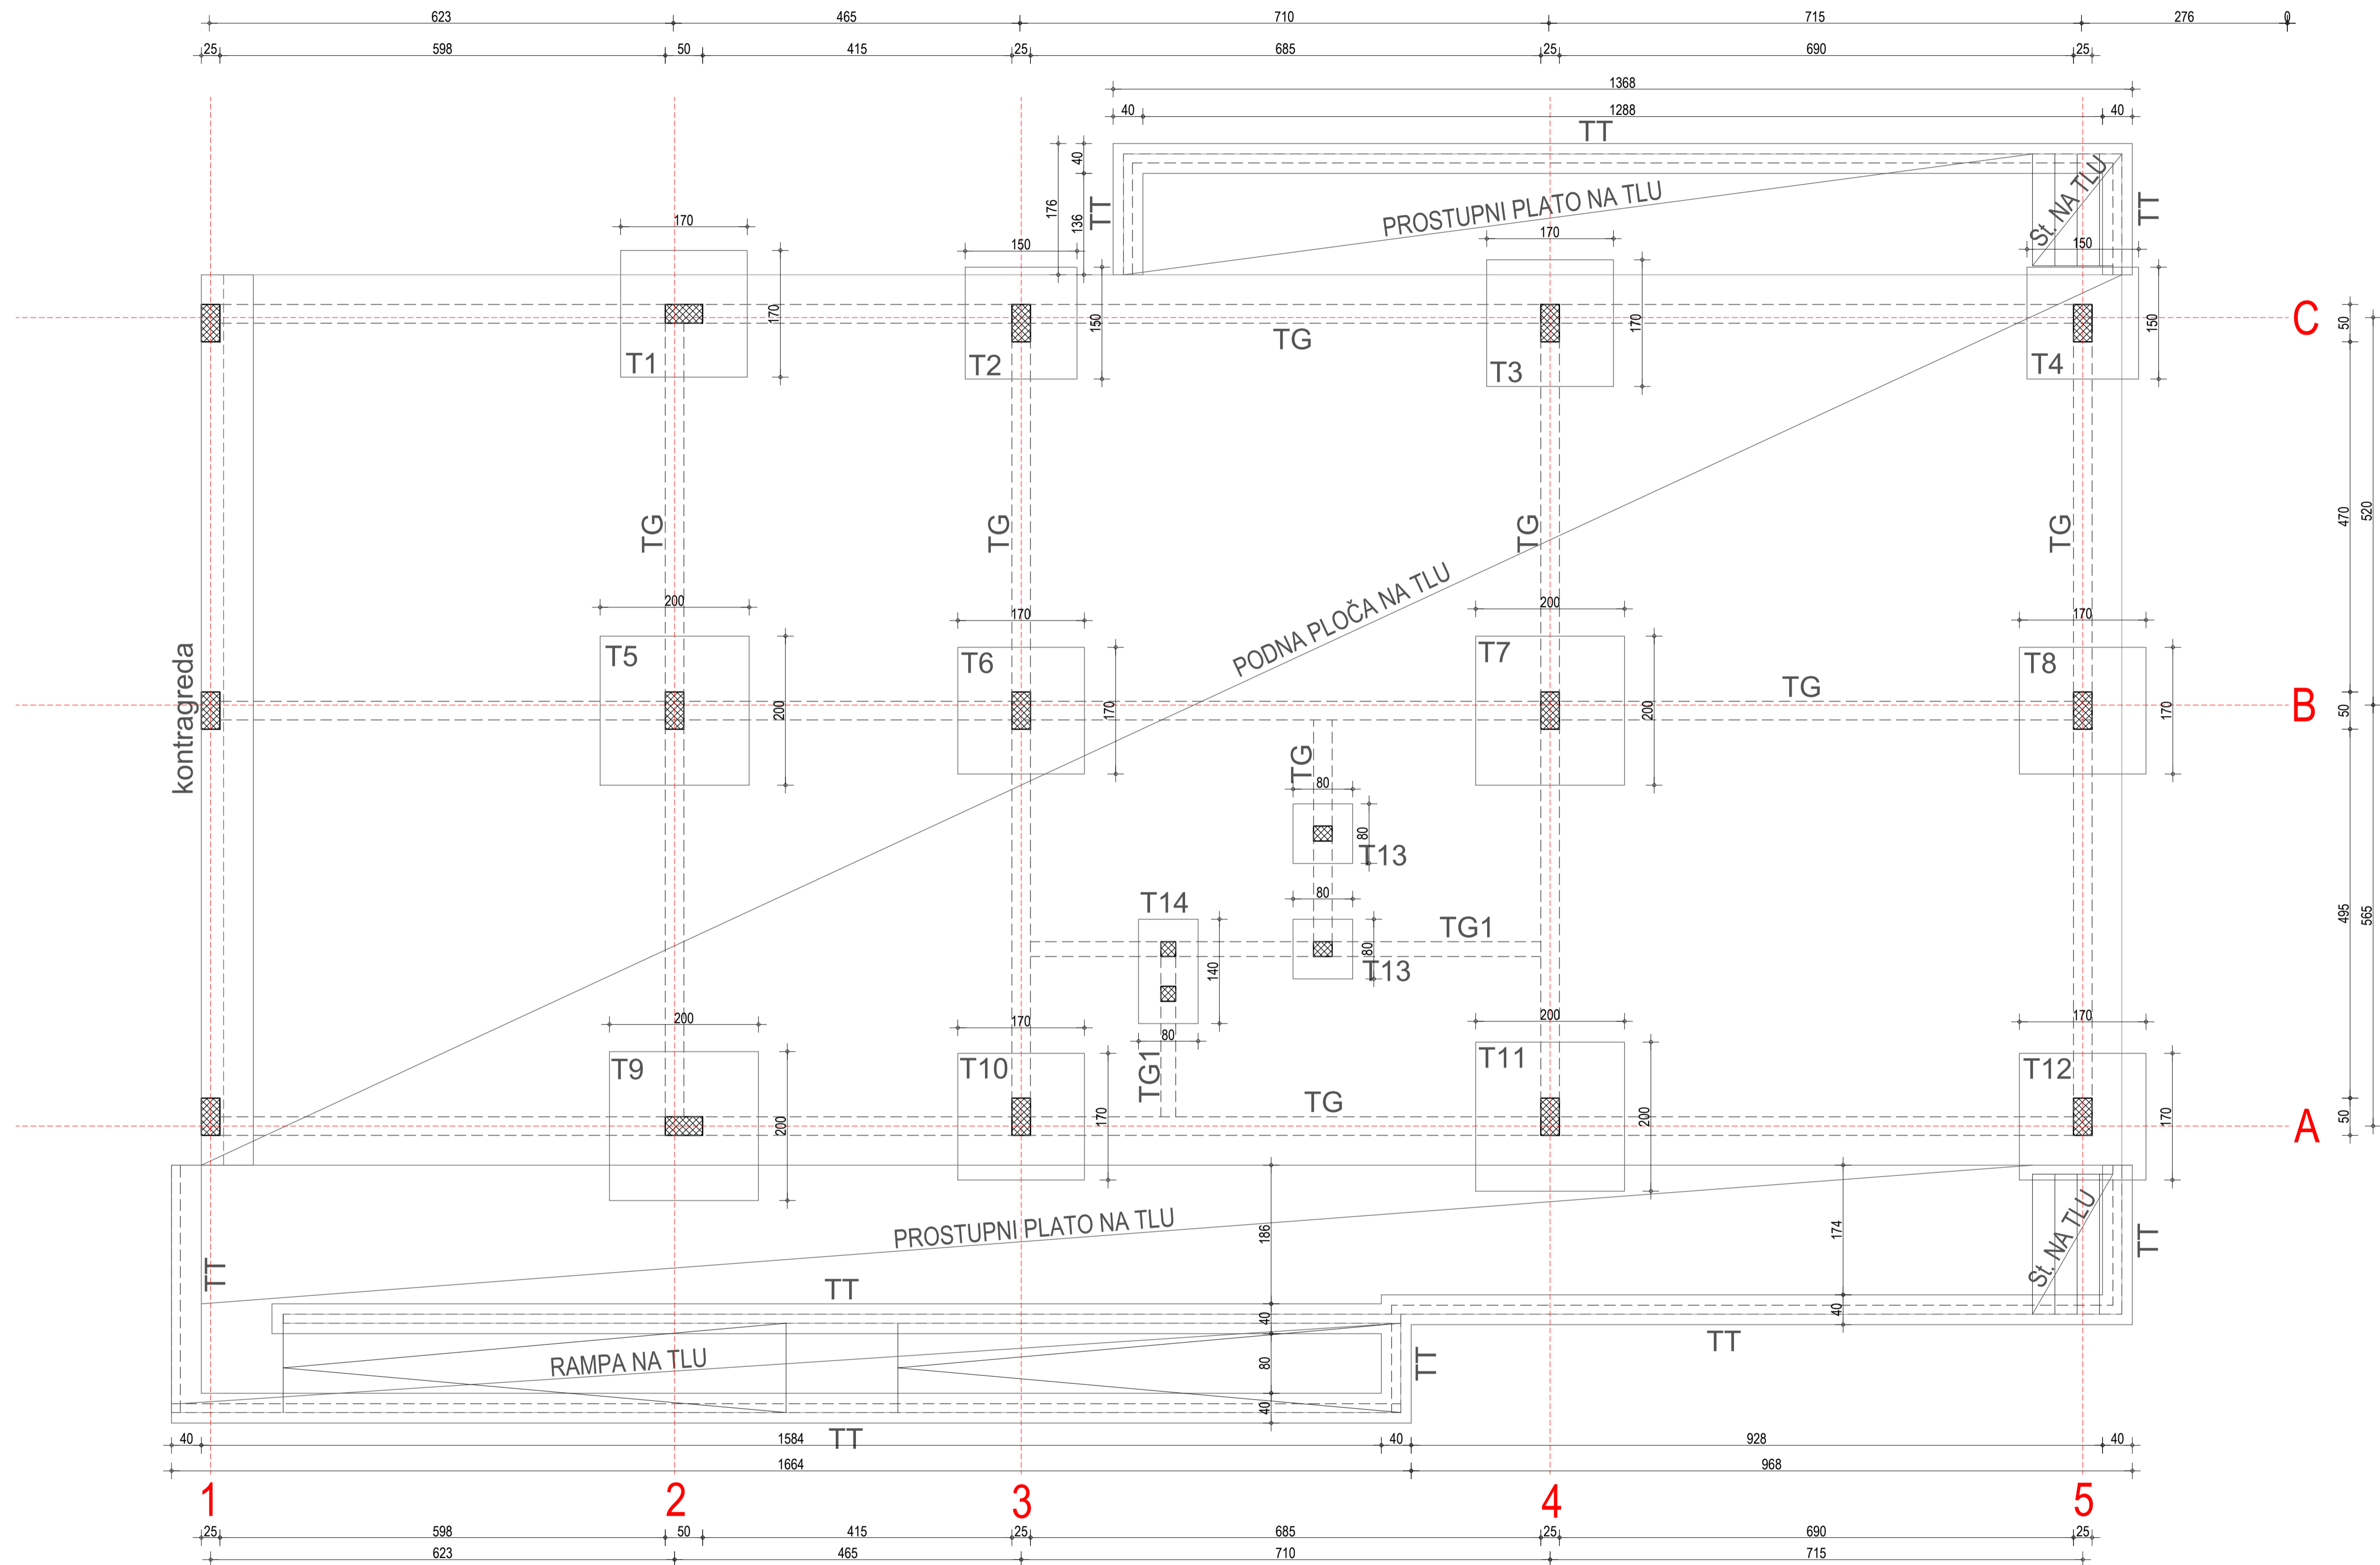 623 465 710 715 276 0
25 598 50 415 25 685 25 690 25
1368
40 1288 40
TT
40
176
136
TT
PROSTUPNI PLATO NA TLU
St. NA TLU
TT
170
150
170
150
170
150
170
150
T1
T2
TG
T3
T4
C
50
TG
TG
TG
TG
470
520
PODNA PLOČA NA TLU
200
170
200
170
kontragreda
T5
T6
T7
T8
200
170
200
170
TG
B
50
TG
80
80
T13
80
T14
80
T13
TG1
140
80
TG1
495
565
200
170
200
170
T9
T10
T11
T12
200
170
200
170
TG
A
50
PROSTUPNI PLATO NA TLU
186
174
St. NA TLU
TT
TT
TT
40
40
TT
RAMPA NA TLU
80
TT
40
40 1584 TT 40 928 40
1664 968
1 2 3 4 5
25 598 50 415 25 685 25 690 25
623 465 710 715